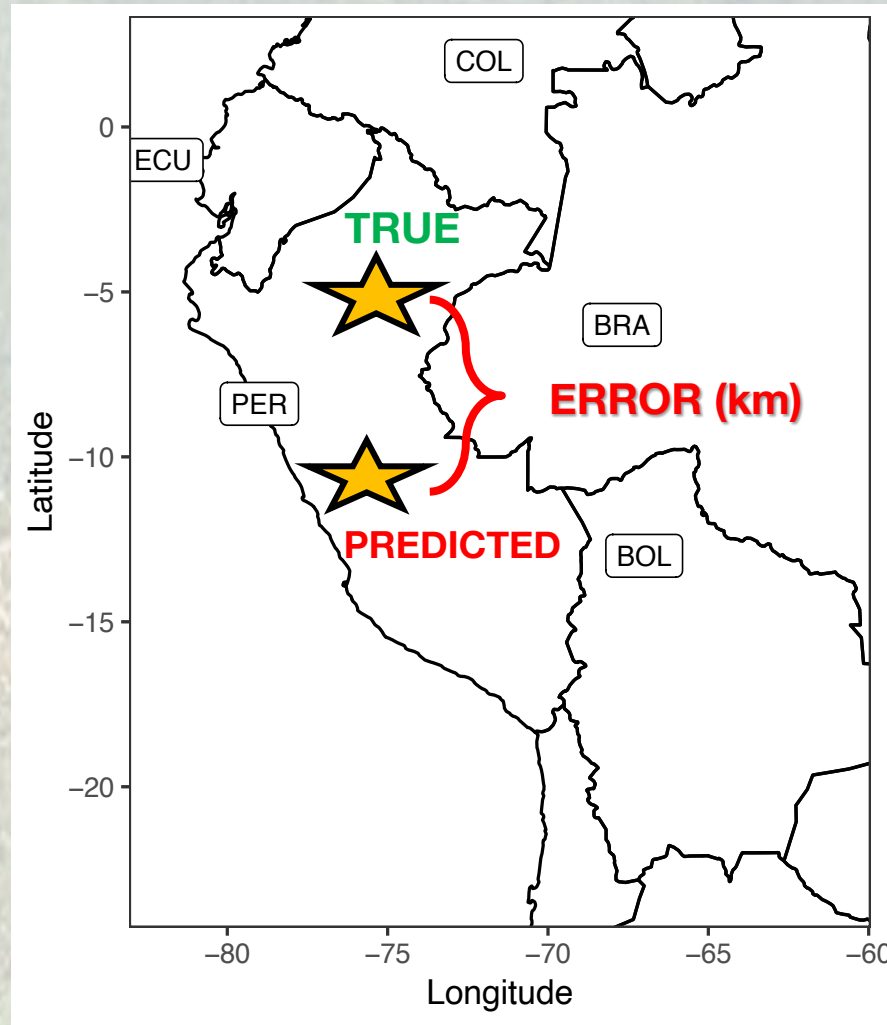 COL
0
ECU
TRUE
−5
BRA
PER
ERROR (km)
−10
PREDICTED
BOL
−15
−20
Latitude
−80
−75
−70
−65
−60
Longitude